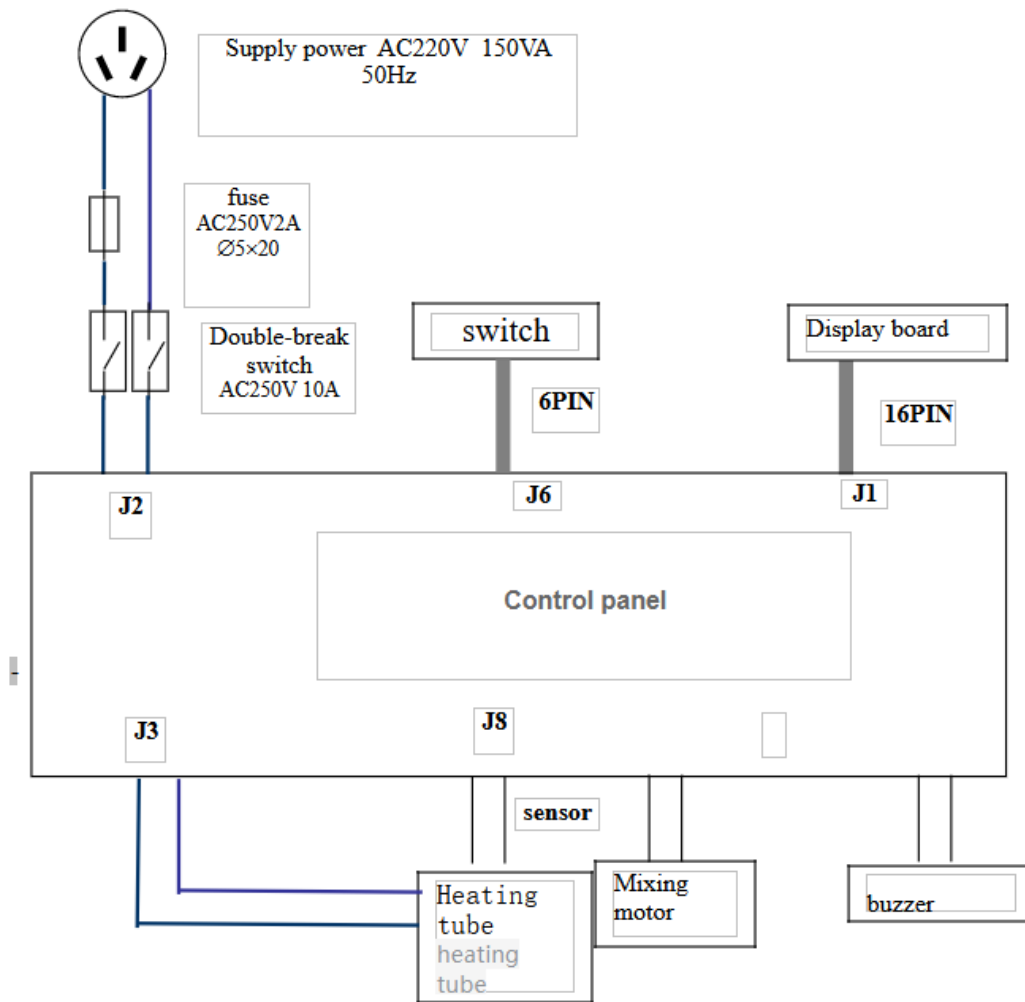 Supply power AC220V 150VA
50Hz
fuse
AC250V2A
∅5×20
Double-break
switch
AC250V 10A
switch
Display board
6PIN
16PIN
J2
J6
J1
Control panel
-
J3
J8
sensor
Heating
tube
heating
tube
Mixing
motor
buzzer